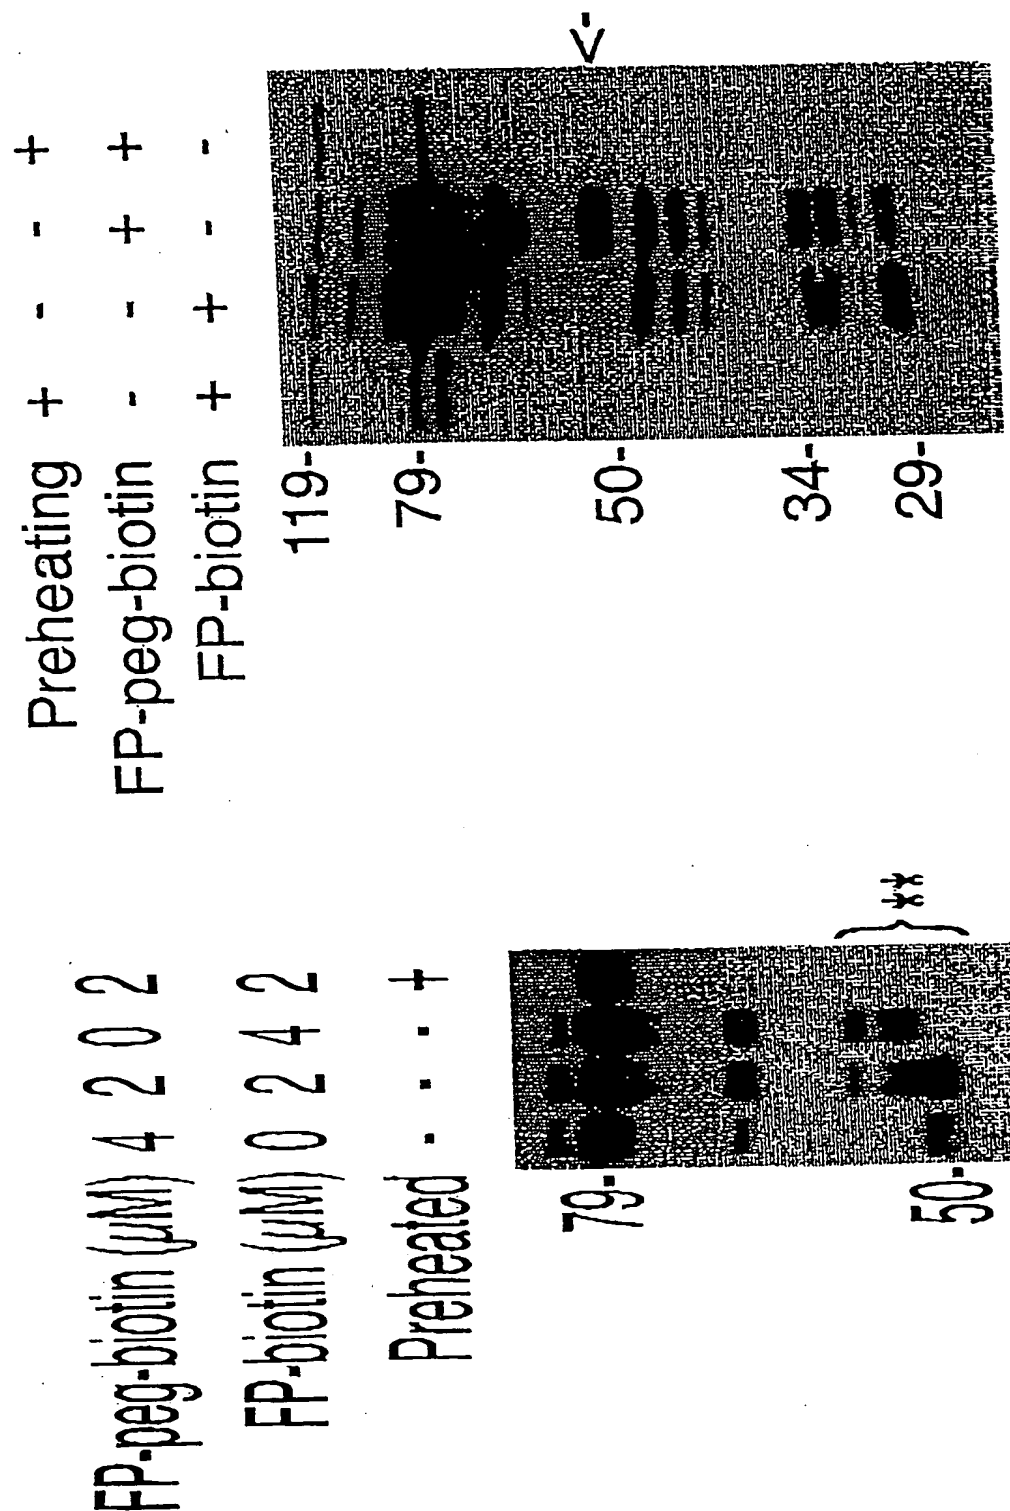 FP-peg-biotin (µM) 4 2 0 2
FP-biotin (µM) 0 2 4 2
Preheated - - - +
79-
50-
**
Preheating + - - +
FP-peg-biotin - - + +
FP-biotin + + - -
119-
79-
50-
34-
29-